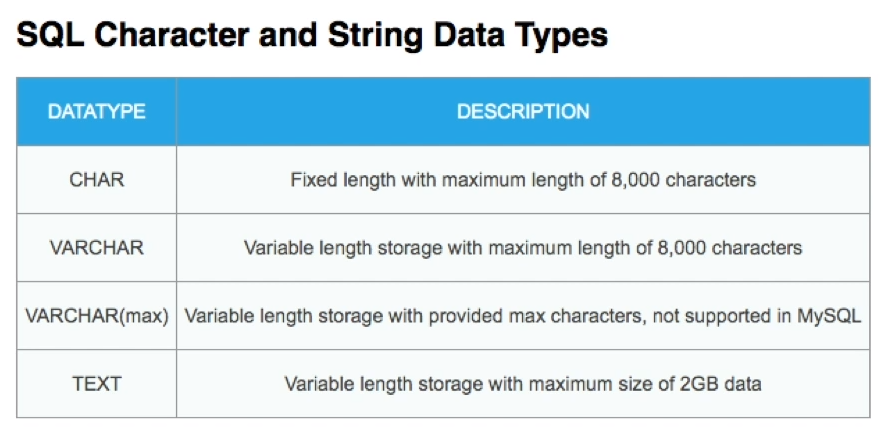 SQL Character and String Data Types
DATATYPE DESCRIPTION
CHAR Fixed length with maximum length of 8,000 characters
VARCHAR Variable length storage with maximum length of 8,000 characters
VARCHAR(max) Variable length storage with provided max characters, not supported in MySQL
TEXT Variable length storage with maximum size of 2GB data